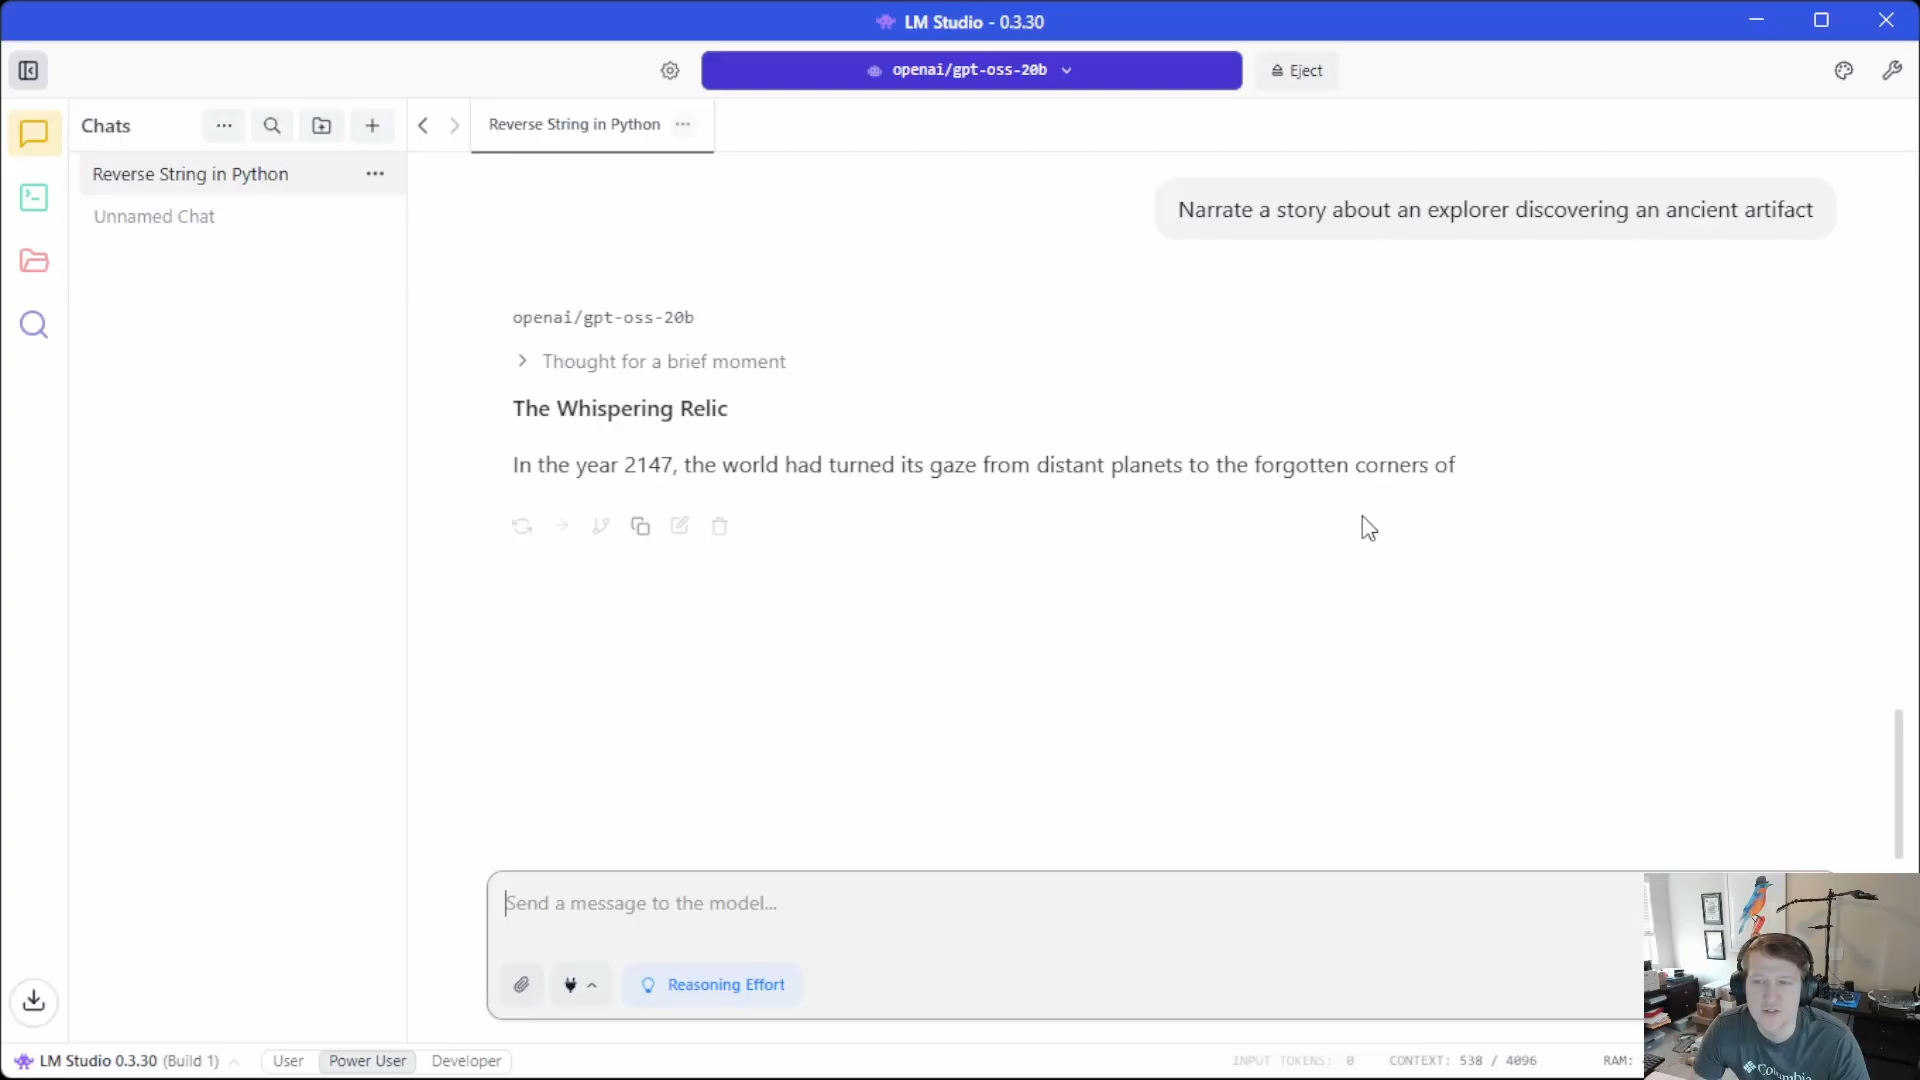 LM Studio - 0.3.30
openai/gpt-oss-20b
Eject
Chats
Reverse String in Python
Reverse String in Python
Unnamed Chat
Narrate a story about an explorer discovering an ancient artifact
openai/gpt-oss-20b
Thought for a brief moment
The Whispering Relic
In the year 2147, the world had turned its gaze from distant planets to the forgotten corners of
Send a message to the model...
Reasoning Effort
LM Studio 0.3.30 (Build 1)
User
Power User
Developer
INPUT TOKENS: 0
CONTEXT: 538 / 4096
RAM:
Columbia